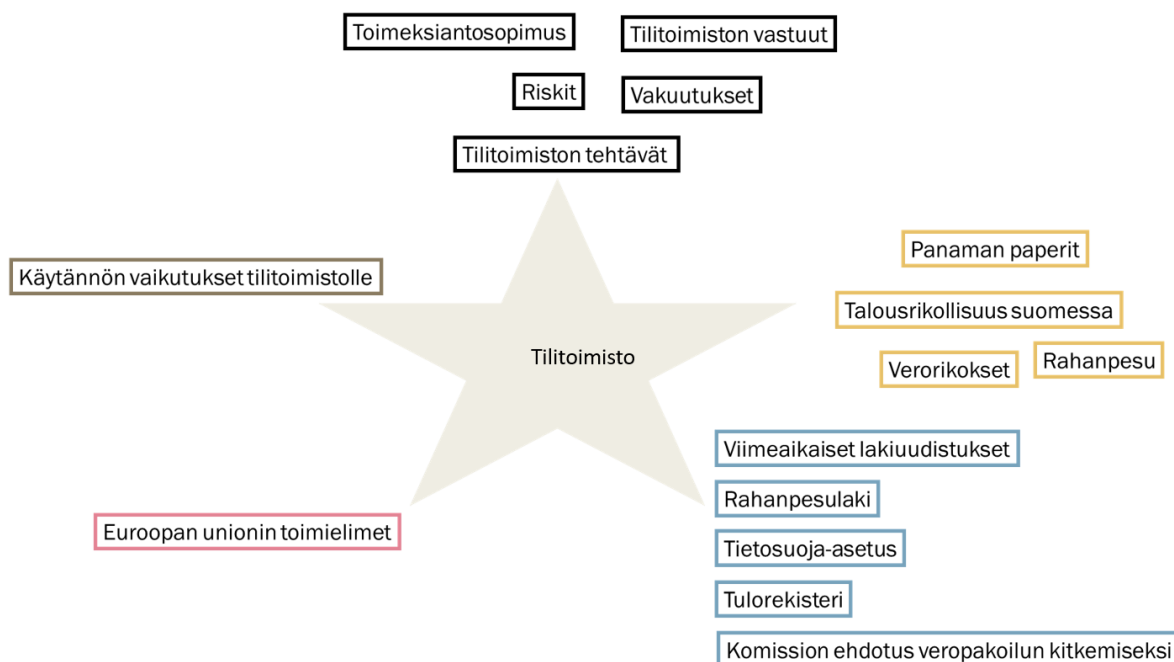 Toimeksiantosopimus
Tilitoimiston vastuut
Riskit
Vakuutukset
Tilitoimiston tehtävät
Käytännön vaikutukset tilitoimistolle
Panaman paperit
Talousrikollisuus suomessa
Verorikokset
Rahanpesu
Tilitoimisto
Viimeaikaiset lakiuudistukset
Rahanpesulaki
Tietosuoja-asetus
Tulorekisteri
Komission ehdotus veropakoilun kitkemiseksi
Euroopan unionin toimielimet